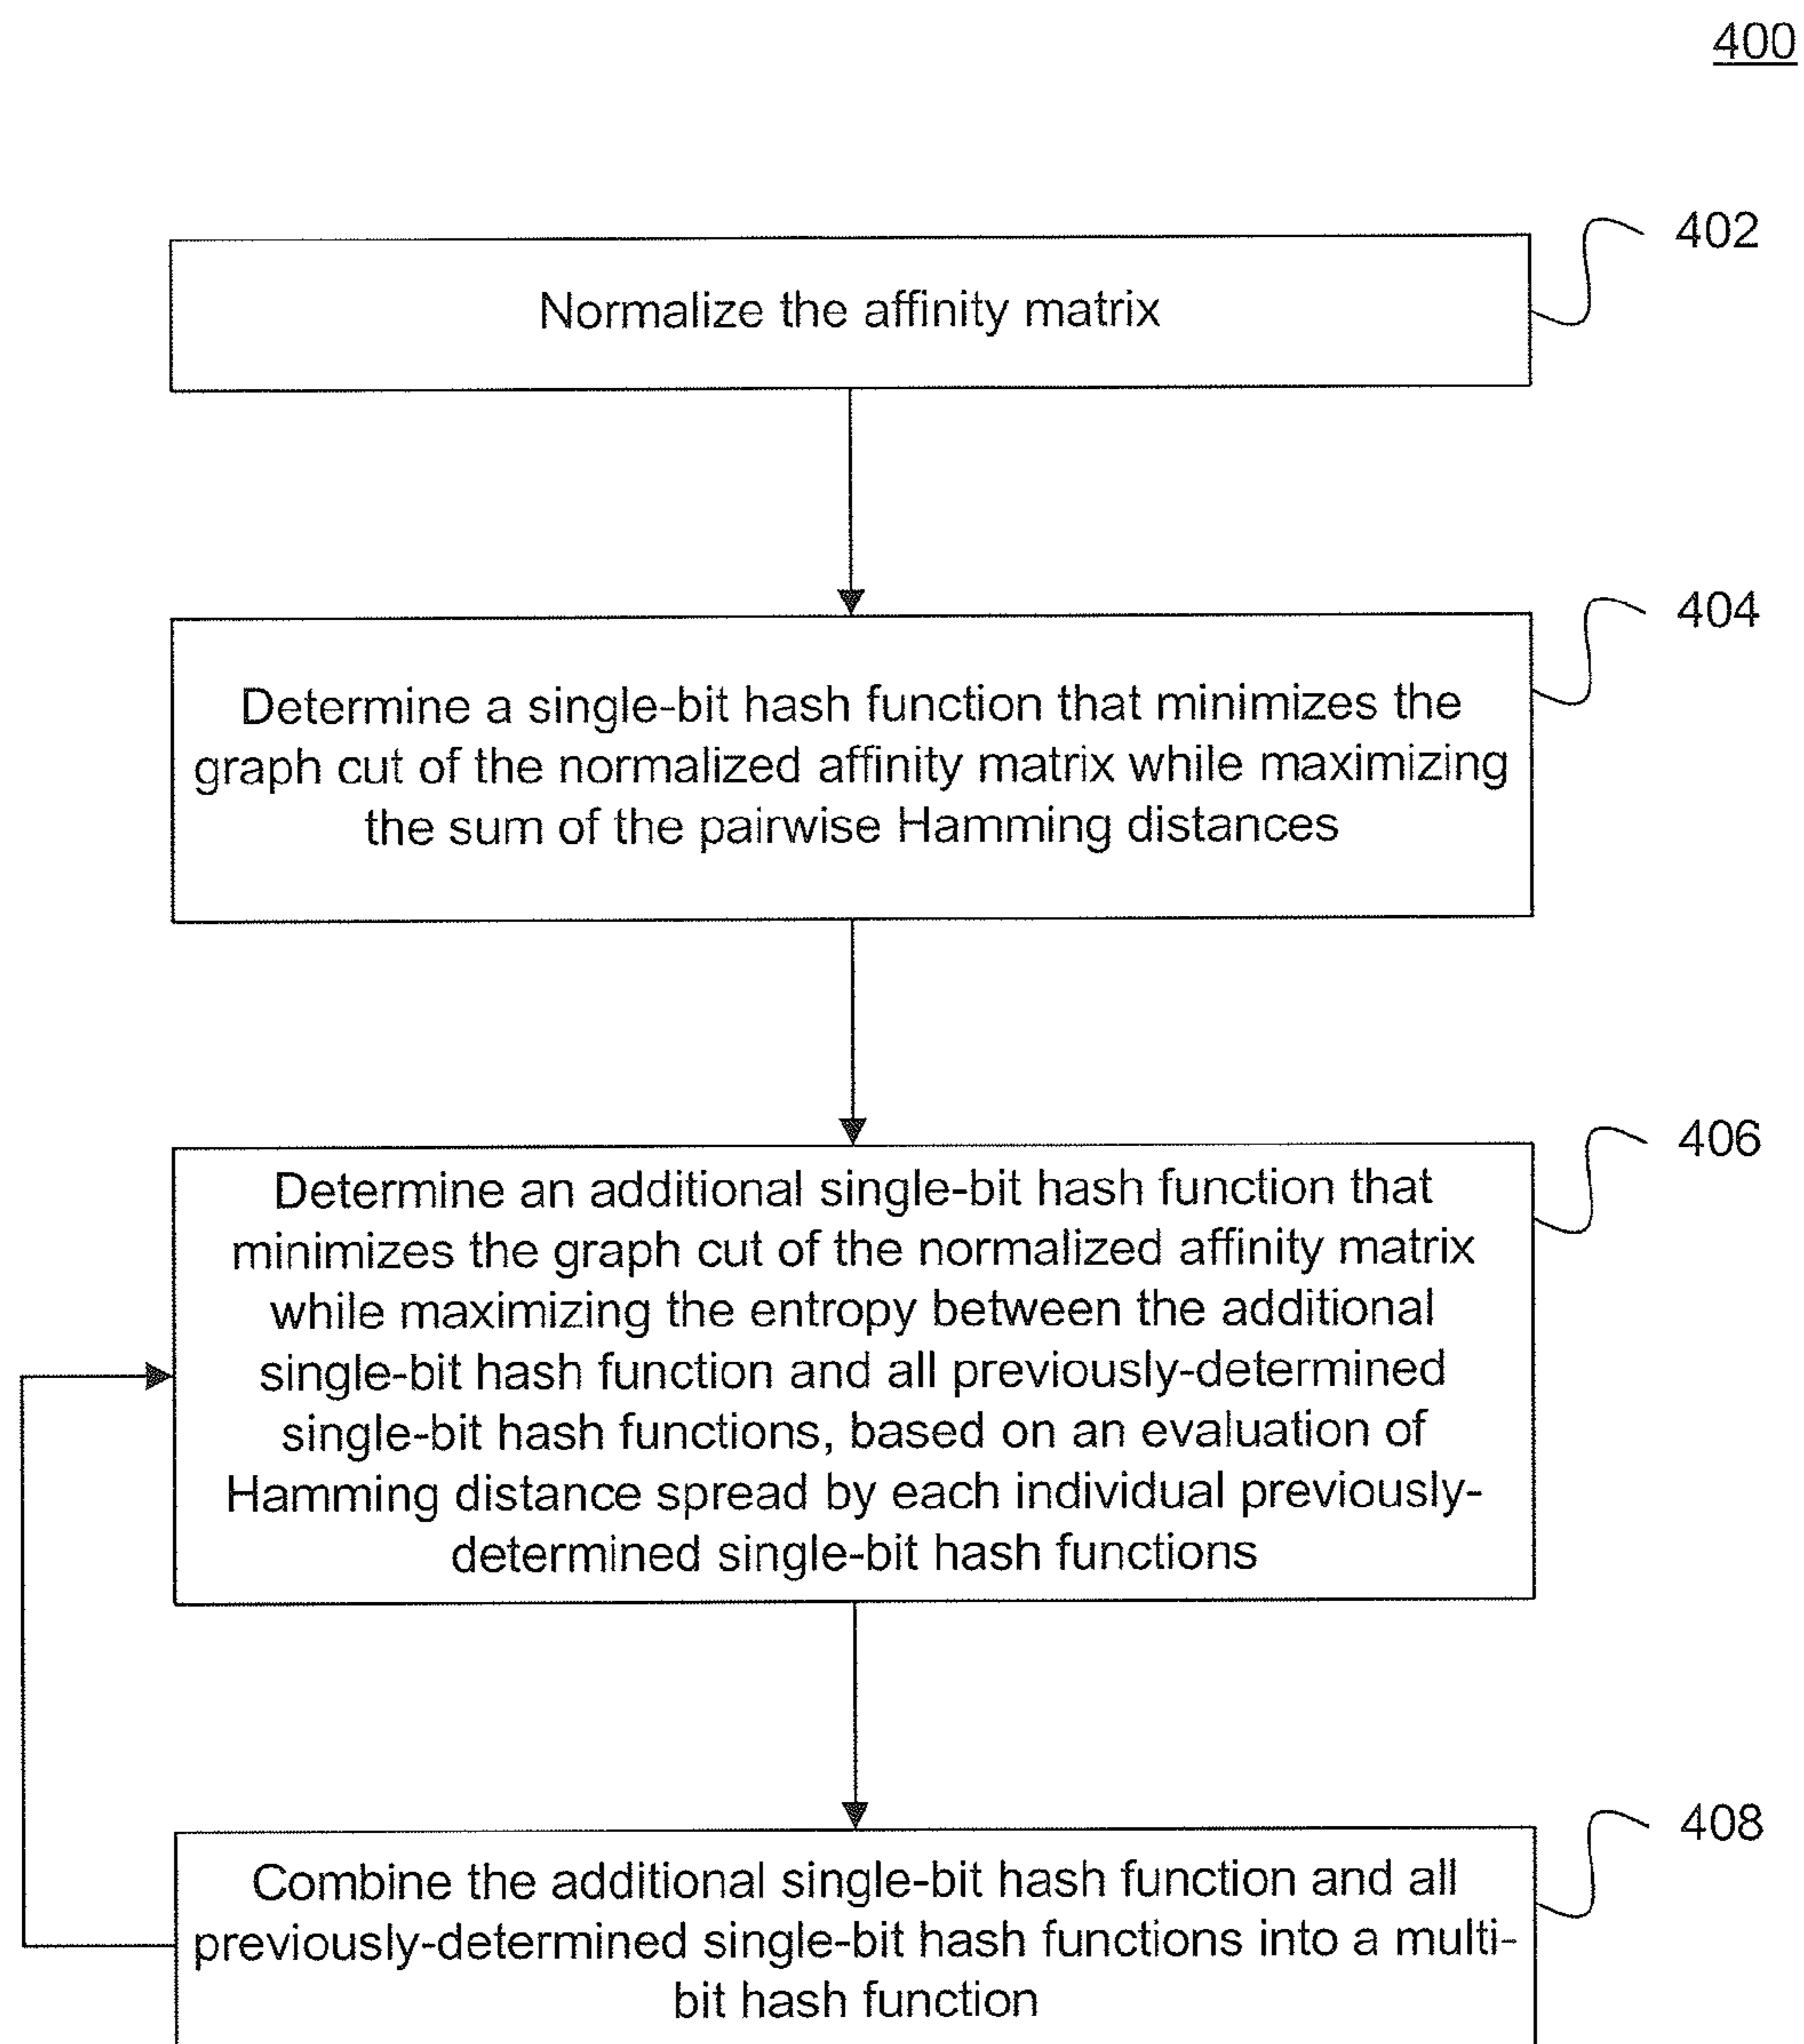 400
402
Normalize the affinity matrix
404
Determine a single-bit hash function that minimizes the
graph cut of the normalized affinity matrix while maximizing
the sum of the pairwise Hamming distances
406
Determine an additional single-bit hash function that
minimizes the graph cut of the normalized affinity matrix
while maximizing the entropy between the additional
single-bit hash function and all previously-determined
single-bit hash functions, based on an evaluation of
Hamming distance spread by each individual previously-
determined single-bit hash functions
408
Combine the additional single-bit hash function and all
previously-determined single-bit hash functions into a multi-
bit hash function